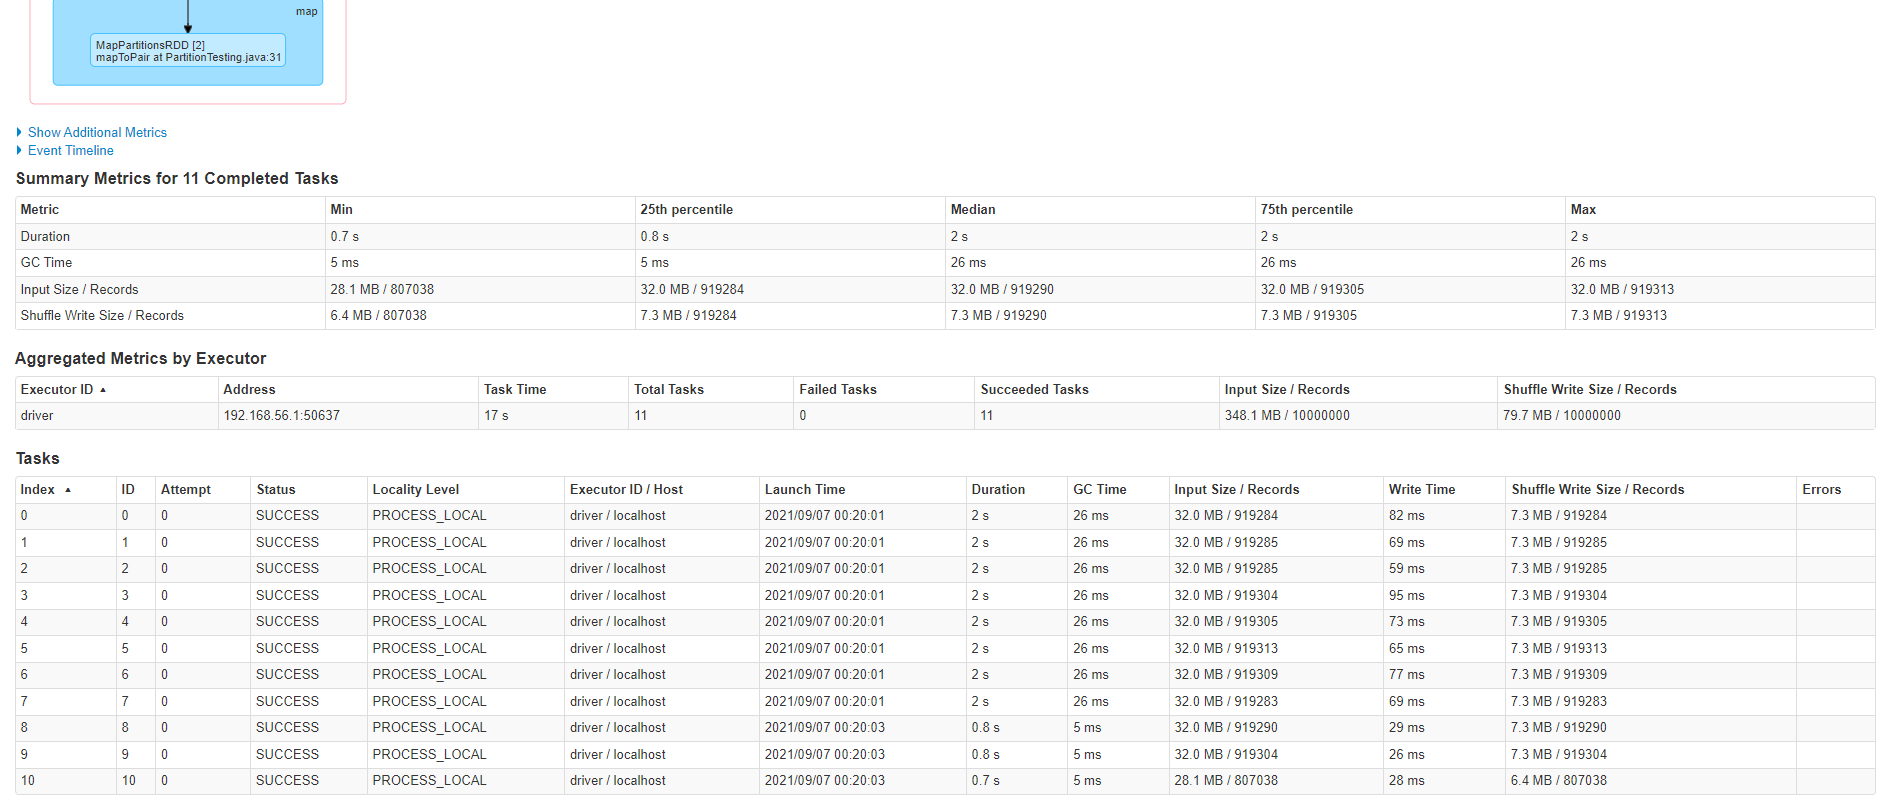 map
MapPartitionsRDD [2]
mapToPair at PartitionTesting.java:31
Show Additional Metrics
Event Timeline
Summary Metrics for 11 Completed Tasks
Metric Min 25th percentile Median 75th percentile Max
Duration 0.7 s 0.8 s 2 s 2 s 2 s
GC Time 5 ms 5 ms 26 ms 26 ms 26 ms
Input Size / Records 28.1 MB / 807038 32.0 MB / 919284 32.0 MB / 919290 32.0 MB / 919305 32.0 MB / 919313
Shuffle Write Size / Records 6.4 MB / 807038 7.3 MB / 919284 7.3 MB / 919290 7.3 MB / 919305 7.3 MB / 919313
Aggregated Metrics by Executor
Executor ID Address Task Time Total Tasks Failed Tasks Succeeded Tasks Input Size / Records Shuffle Write Size / Records
driver 192.168.56.1:50637 17 s 11 0 11 348.1 MB / 10000000 79.7 MB / 10000000
Tasks
Index ID Attempt Status Locality Level Executor ID / Host Launch Time Duration GC Time Input Size / Records Write Time Shuffle Write Size / Records Errors
0 0 0 SUCCESS PROCESS_LOCAL driver / localhost 2021/09/07 00:20:01 2 s 26 ms 32.0 MB / 919284 82 ms 7.3 MB / 919284
1 1 0 SUCCESS PROCESS_LOCAL driver / localhost 2021/09/07 00:20:01 2 s 26 ms 32.0 MB / 919285 69 ms 7.3 MB / 919285
2 2 0 SUCCESS PROCESS_LOCAL driver / localhost 2021/09/07 00:20:01 2 s 26 ms 32.0 MB / 919285 59 ms 7.3 MB / 919285
3 3 0 SUCCESS PROCESS_LOCAL driver / localhost 2021/09/07 00:20:01 2 s 26 ms 32.0 MB / 919304 95 ms 7.3 MB / 919304
4 4 0 SUCCESS PROCESS_LOCAL driver / localhost 2021/09/07 00:20:01 2 s 26 ms 32.0 MB / 919305 73 ms 7.3 MB / 919305
5 5 0 SUCCESS PROCESS_LOCAL driver / localhost 2021/09/07 00:20:01 2 s 26 ms 32.0 MB / 919313 65 ms 7.3 MB / 919313
6 6 0 SUCCESS PROCESS_LOCAL driver / localhost 2021/09/07 00:20:01 2 s 26 ms 32.0 MB / 919309 77 ms 7.3 MB / 919309
7 7 0 SUCCESS PROCESS_LOCAL driver / localhost 2021/09/07 00:20:01 2 s 26 ms 32.0 MB / 919283 69 ms 7.3 MB / 919283
8 8 0 SUCCESS PROCESS_LOCAL driver / localhost 2021/09/07 00:20:03 0.8 s 5 ms 32.0 MB / 919290 29 ms 7.3 MB / 919290
9 9 0 SUCCESS PROCESS_LOCAL driver / localhost 2021/09/07 00:20:03 0.8 s 5 ms 32.0 MB / 919304 26 ms 7.3 MB / 919304
10 10 0 SUCCESS PROCESS_LOCAL driver / localhost 2021/09/07 00:20:03 0.7 s 5 ms 28.1 MB / 807038 28 ms 6.4 MB / 807038